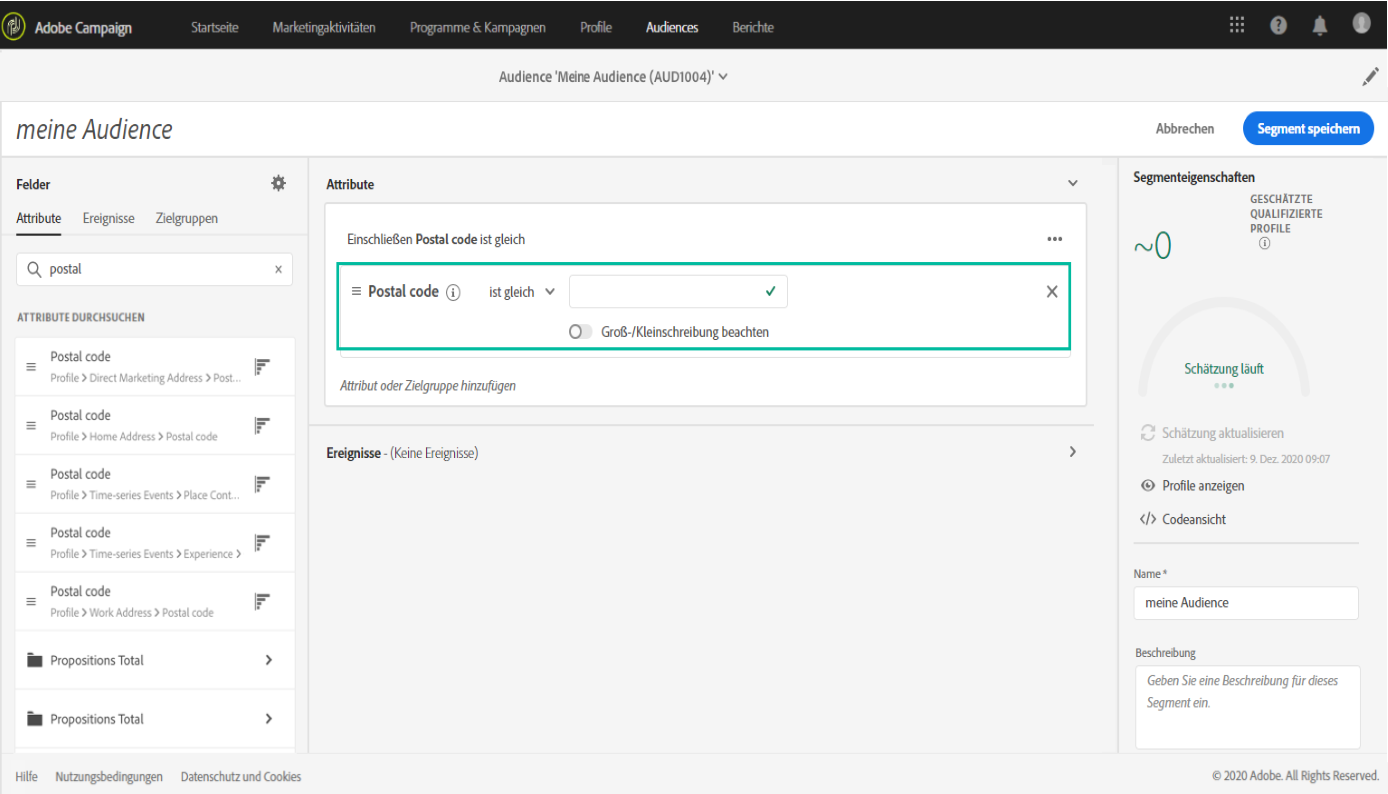 Adobe Campaign Startseite Marketingaktivitäten Programme & Kampagnen Profile Audiences Berichte
Audience 'Meine Audience (AUD1004)'
meine Audience
Abbrechen Segment speichern
Felder
Attribute Ereignisse Zielgruppen
postal
ATTRIBUTE DURCHSUCHEN
Postal code
Profile > Direct Marketing Address > Post...
Postal code
Profile > Home Address > Postal code
Postal code
Profile > Time-series Events > Place Cont...
Postal code
Profile > Time-series Events > Experience >
Postal code
Profile > Work Address > Postal code
Propositions Total
Propositions Total
Attribute
Einschließen Postal code ist gleich
Postal code ist gleich
Groß-/Kleinschreibung beachten
Attribut oder Zielgruppe hinzufügen
Ereignisse - (Keine Ereignisse)
Segmenteigenschaften
~0
GESCHÄTZTE
QUALIFIZIERTE
PROFILE
Schätzung läuft
Schätzung aktualisieren
Zuletzt aktualisiert: 9. Dez. 2020 09:07
Profile anzeigen
</> Codeansicht
Name *
meine Audience
Beschreibung
Geben Sie eine Beschreibung für dieses
Segment ein.
Hilfe Nutzungsbedingungen Datenschutz und Cookies
© 2020 Adobe. All Rights Reserved.